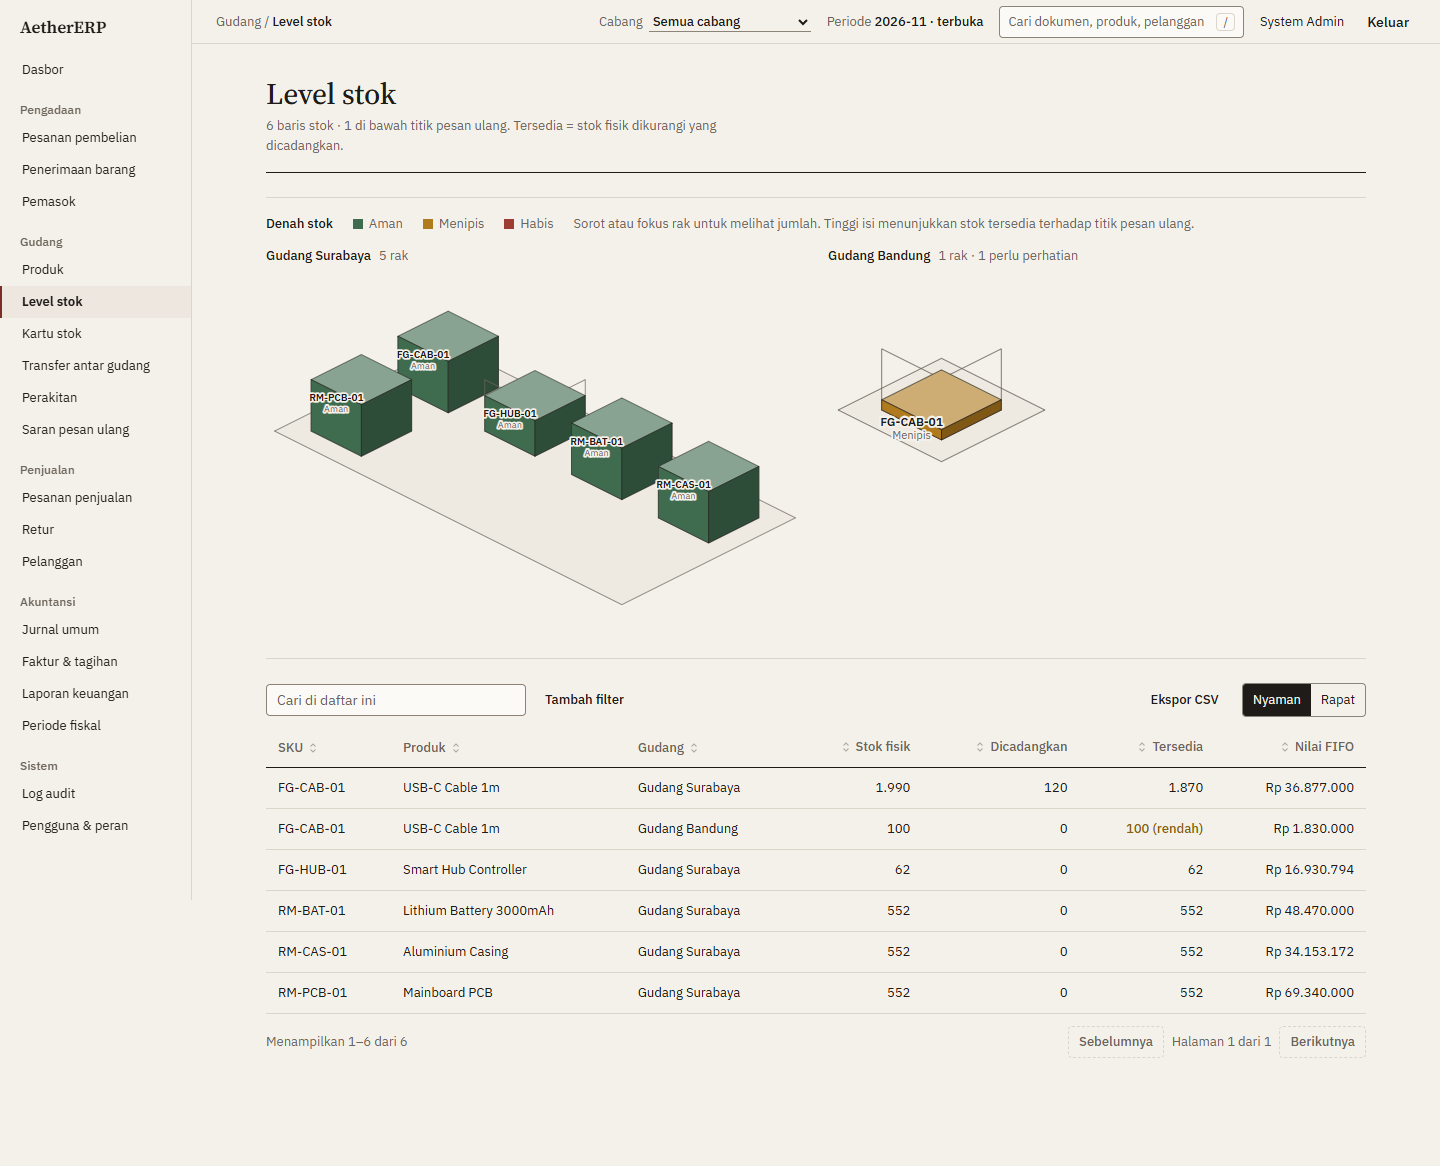 AetherERP
Dasbor
Pengadaan
Pesanan pembelian
Penerimaan barang
Pemasok
Gudang
Produk
Level stok
Kartu stok
Transfer antar gudang
Perakitan
Saran pesan ulang
Penjualan
Pesanan penjualan
Retur
Pelanggan
Akuntansi
Jurnal umum
Faktur & tagihan
Laporan keuangan
Periode fiskal
Sistem
Log audit
Pengguna & peran
Gudang / Level stok
Cabang Semua cabang
Periode 2026-11 · terbuka
Cari dokumen, produk, pelanggan /
System Admin
Keluar
Level stok
6 baris stok · 1 di bawah titik pesan ulang. Tersedia = stok fisik dikurangi yang
dicadangkan.
Denah stok Aman Menipis Habis Sorot atau fokus rak untuk melihat jumlah. Tinggi isi menunjukkan stok tersedia terhadap titik pesan ulang.
Gudang Surabaya 5 rak
FG-CAB-01
Aman
RM-PCB-01
Aman
FG-HUB-01
Aman
RM-BAT-01
Aman
RM-CAS-01
Aman
Gudang Bandung 1 rak · 1 perlu perhatian
FG-CAB-01
Menipis
Cari di daftar ini
Tambah filter
Ekspor CSV
Nyaman Rapat
SKU Produk Gudang Stok fisik Dicadangkan Tersedia Nilai FIFO
FG-CAB-01 USB-C Cable 1m Gudang Surabaya 1.990 120 1.870 Rp 36.877.000
FG-CAB-01 USB-C Cable 1m Gudang Bandung 100 0 100 (rendah) Rp 1.830.000
FG-HUB-01 Smart Hub Controller Gudang Surabaya 62 0 62 Rp 16.930.794
RM-BAT-01 Lithium Battery 3000mAh Gudang Surabaya 552 0 552 Rp 48.470.000
RM-CAS-01 Aluminium Casing Gudang Surabaya 552 0 552 Rp 34.153.172
RM-PCB-01 Mainboard PCB Gudang Surabaya 552 0 552 Rp 69.340.000
Menampilkan 1–6 dari 6
Sebelumnya Halaman 1 dari 1 Berikutnya